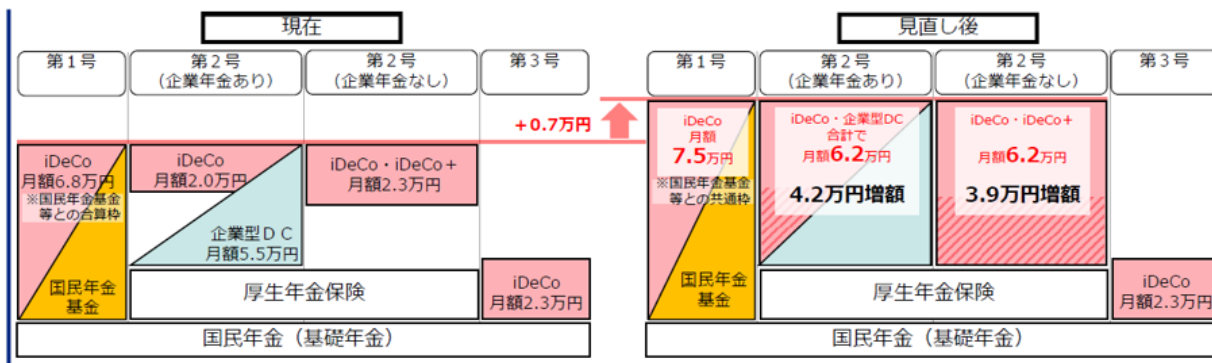 現在
第1号
第2号
(企業年金あり)
第2号
(企業年金なし)
第3号
iDeCo
月額6.8万円
※国民年金基金
等との合算枠
国民年金
基金
iDeCo
月額2.0万円
企業型DC
月額5.5万円
iDeCo・iDeCo+
月額2.3万円
iDeCo
月額2.3万円
厚生年金保険
国民年金(基礎年金)
+0.7万円
見直し後
第1号
第2号
(企業年金あり)
第2号
(企業年金なし)
第3号
iDeCo
月額
7.5万円
※国民年金基金
等との共通枠
国民年金
基金
iDeCo・企業型DC
合計で
月額6.2万円
4.2万円増額
iDeCo・iDeCo+
月額6.2万円
3.9万円増額
iDeCo
月額2.3万円
厚生年金保険
国民年金(基礎年金)